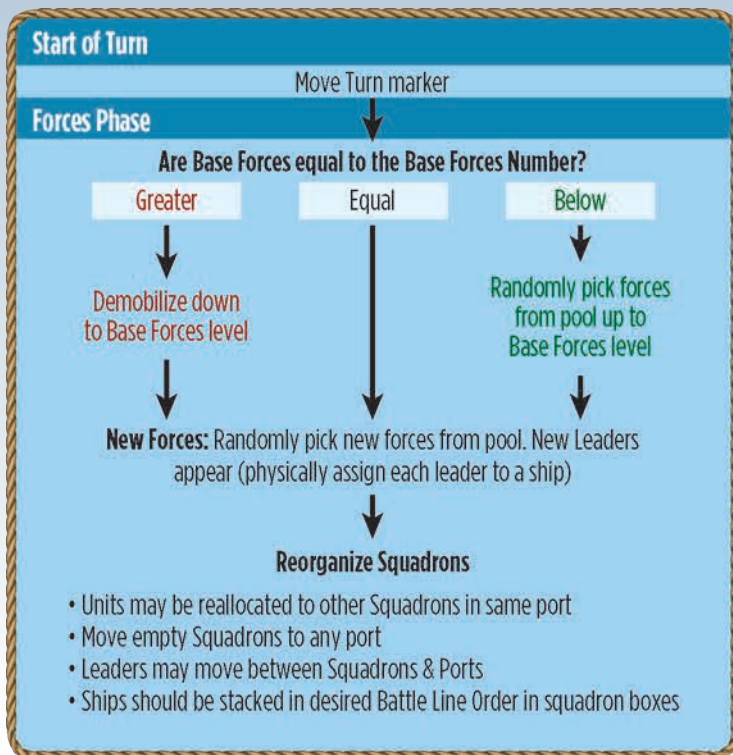 Start of Turn
Move Turn marker
Forces Phase
Are Base Forces equal to the Base Forces Number?
Greater
Equal
Below
Demobilize down
to Base Forces level
Randomly pick forces
from pool up to
Base Forces level
New Forces: Randomly pick new forces from pool. New Leaders
appear (physically assign each leader to a ship)
Reorganize Squadrons
• Units may be reallocated to other Squadrons in same port
• Move empty Squadrons to any port
• Leaders may move between Squadrons & Ports
• Ships should be stacked in desired Battle Line Order in squadron boxes